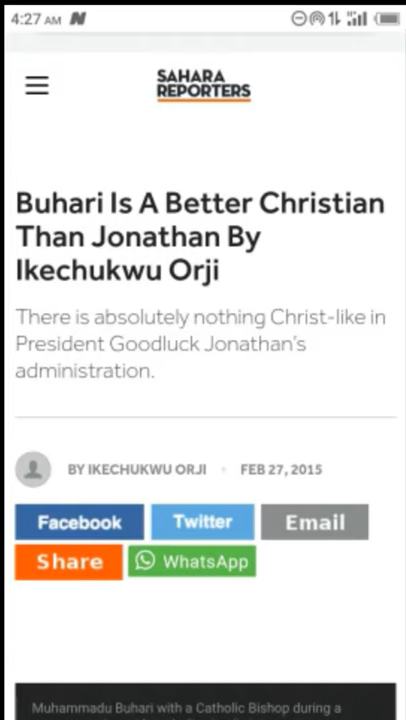 4:27 AM N
SAHARA
REPORTERS
Buhari Is A Better Christian
Than Jonathan By
Ikechukwu Orji
There is absolutely nothing Christ-like in
President Goodluck Jonathan's
administration.
BY IKECHUKWU ORJI • FEB 27, 2015
Facebook Twitter Email
Share WhatsApp
Muhammadu Buhari with a Catholic Bishop during a